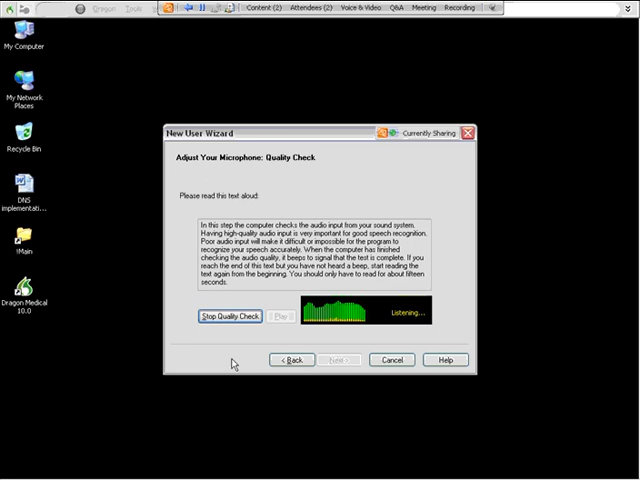 Dragon Tools
Content (2) Attendees (2) Voice & Video Q&A Meeting Recording
My Computer
My Network
Places
Recycle Bin
DNS
implementati...
!Main
Dragon Medical
10.0
New User Wizard
Currently Sharing
Adjust Your Microphone: Quality Check
Please read this text aloud:
In this step the computer checks the audio input from your sound system.
Having high-quality audio input is very important for good speech recognition.
Poor audio input will make it difficult or impossible for the program to
recognize your speech accurately. When the computer has finished
checking the audio quality, it beeps to signal that the test is complete. If you
reach the end of this text but you have not heard a beep, start reading the
text again from the beginning. You should only have to read for about fifteen
seconds.
Stop Quality Check Play Listening...
< Back Next > Cancel Help